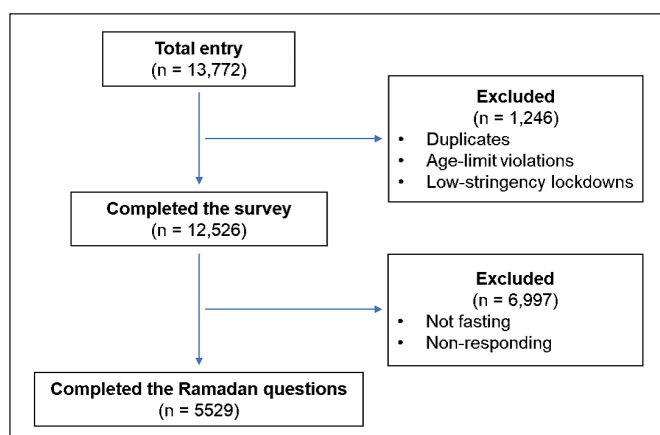 Total entry
(n = 13,772)
Excluded
(n = 1,246)
• Duplicates
• Age-limit violations
• Low-stringency lockdowns
Completed the survey
(n = 12,526)
Excluded
(n = 6,997)
• Not fasting
• Non-responding
Completed the Ramadan questions
(n = 5529)